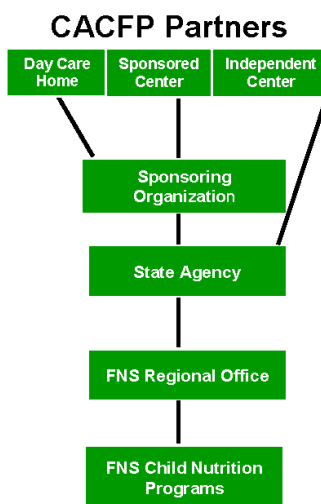 CACFP Partners
Day Care
Home
Sponsored
Center
Independent
Center
Sponsoring
Organization
State Agency
FNS Regional Office
FNS Child Nutrition
Programs